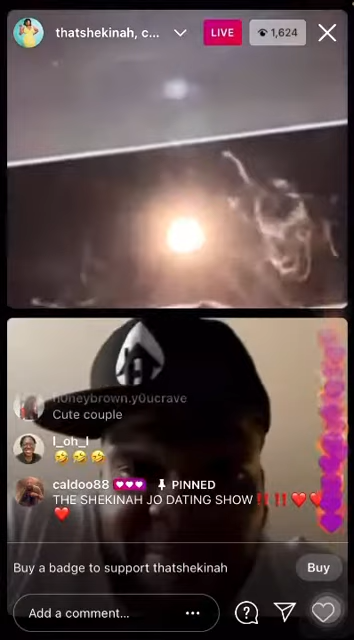 thatshekinah, c...
LIVE
1,624
h0neybrown.y0ucrave
Cute couple
l_oh_l
🤣🤣🤣
caldoo88 PINNED
THE SHEKINAH JO DATING SHOW‼️‼️❤️❤️
❤️
Buy a badge to support thatshekinah
Buy
Add a comment...